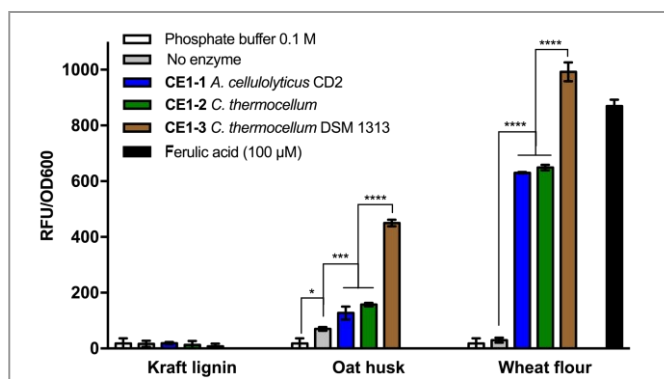 Phosphate buffer 0.1 M
No enzyme
CE1-1 A. cellulolyticus CD2
CE1-2 C. thermocellum
CE1-3 C. thermocellum DSM 1313
Ferulic acid (100 µM)
RFU/OD600
1000
800
600
400
200
0
*
***
****
****
****
Kraft lignin
Oat husk
Wheat flour